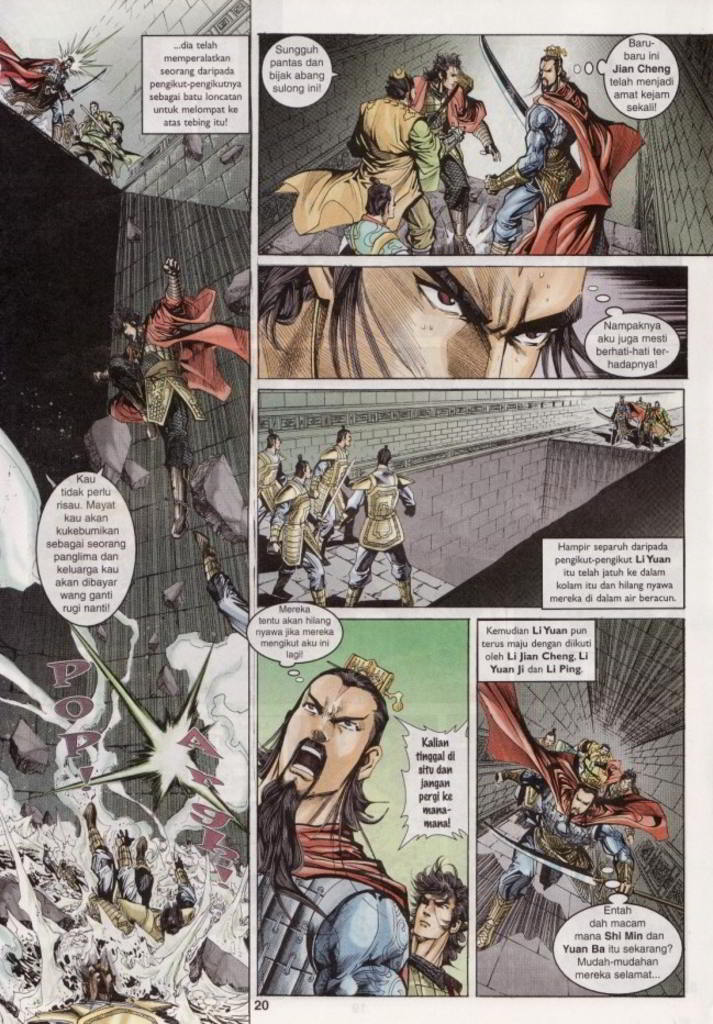 ...dia telah
memperalatkan
seorang daripada
pengikut-pengikutnya
sebagai batu loncatan
untuk melompat ke
atas tebing itu!
Kau
tidak perlu
risau. Mayat
kau akan
kukebumikan
sebagai seorang
panglima dan
keluarga kau
akan dibayar
wang ganti
rugi nanti!
POP!
Argk!
Sungguh
pantas dan
bijak abang
sulong ini!
Baru-
baru ini
Jian Cheng
telah menjadi
amat kejam
sekali!
Nampaknya
aku juga mesti
berhati-hati ter-
hadapnya!
Hampir separuh daripada
pengikut-pengikut Li Yuan
itu telah jatuh ke dalam
kolam itu dan hilang nyawa
mereka di dalam air beracun.
Mereka
tentu akan hilang
nyawa jika mereka
mengikut aku ini
lagi!
Kalian
tinggal di
situ dan
jangan
pergi ke
mana-
mana!
Kemudian Li Yuan pun
terus maju dengan diikuti
oleh Li Jian Cheng, Li
Yuan Ji dan Li Ping.
Entah
dah macam
mana Shi Min dan
Yuan Ba itu sekarang?
Mudah-mudahan
mereka selamat...
20